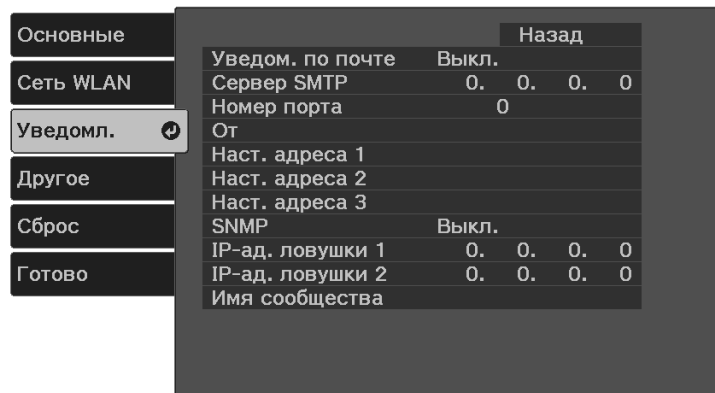 Основные
Сеть WLAN
Уведомл.
Другое
Сброс
Готово
Назад
Уведом. по почте Выкл.
Сервер SMTP 0. 0. 0. 0
Номер порта 0
От
Наст. адреса 1
Наст. адреса 2
Наст. адреса 3
SNMP Выкл.
IP-ад. ловушки 1 0. 0. 0. 0
IP-ад. ловушки 2 0. 0. 0. 0
Имя сообщества